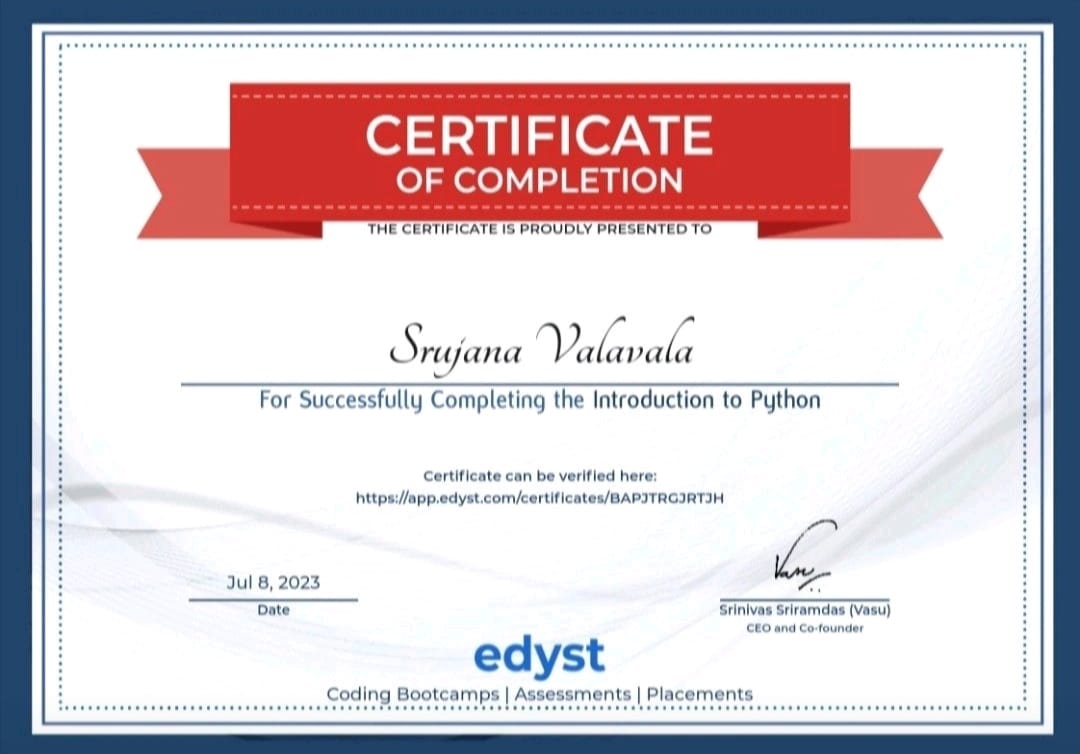 CERTIFICATE
OF COMPLETION
THE CERTIFICATE IS PROUDLY PRESENTED TO
Srujana Valavala
For Successfully Completing the Introduction to Python
Certificate can be verified here:
https://app.edyst.com/certificates/BAPJTRGJRTJH
Vasu
Jul 8, 2023
Date
Srinivas Sriramdas (Vasu)
CEO and Co-founder
edyst
Coding Bootcamps | Assessments | Placements